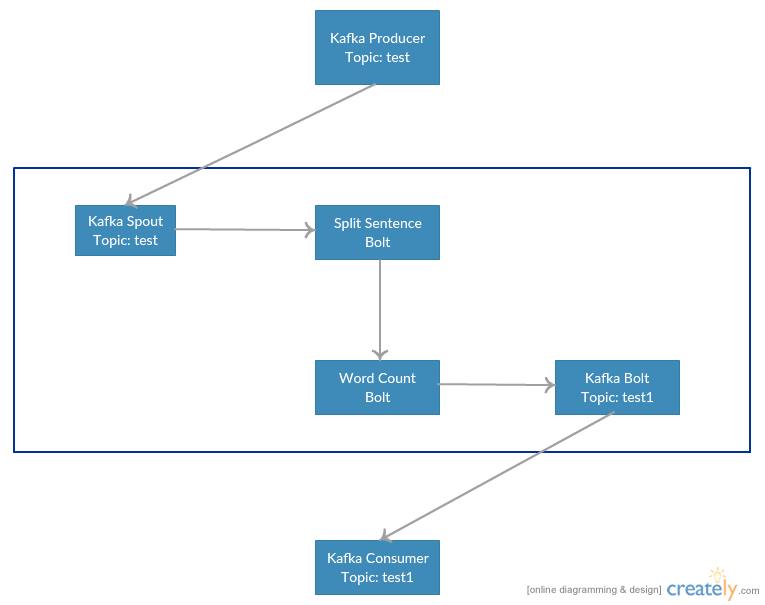 Kafka Producer
Topic: test
Kafka Spout
Topic: test
Split Sentence
Bolt
Word Count
Bolt
Kafka Bolt
Topic: test1
Kafka Consumer
Topic: test1
[online diagramming & design] creately.com